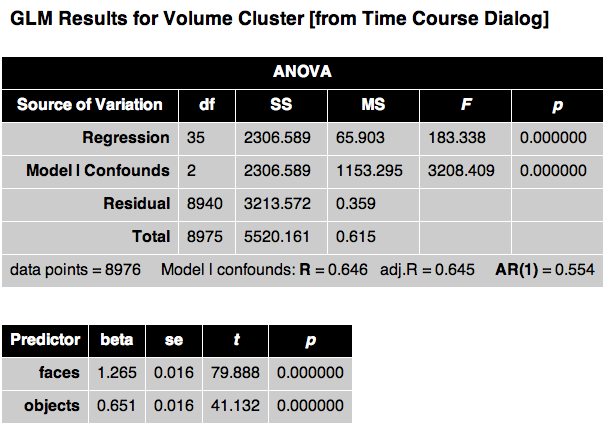 GLM Results for Volume Cluster [from Time Course Dialog]
ANOVA
Source of Variation df SS MS F p
Regression 35 2306.589 65.903 183.338 0.000000
Model | Confounds 2 2306.589 1153.295 3208.409 0.000000
Residual 8940 3213.572 0.359
Total 8975 5520.161 0.615
data points = 8976 Model | confounds: R = 0.646 adj.R = 0.645 AR(1) = 0.554
Predictor beta se t p
faces 1.265 0.016 79.888 0.000000
objects 0.651 0.016 41.132 0.000000